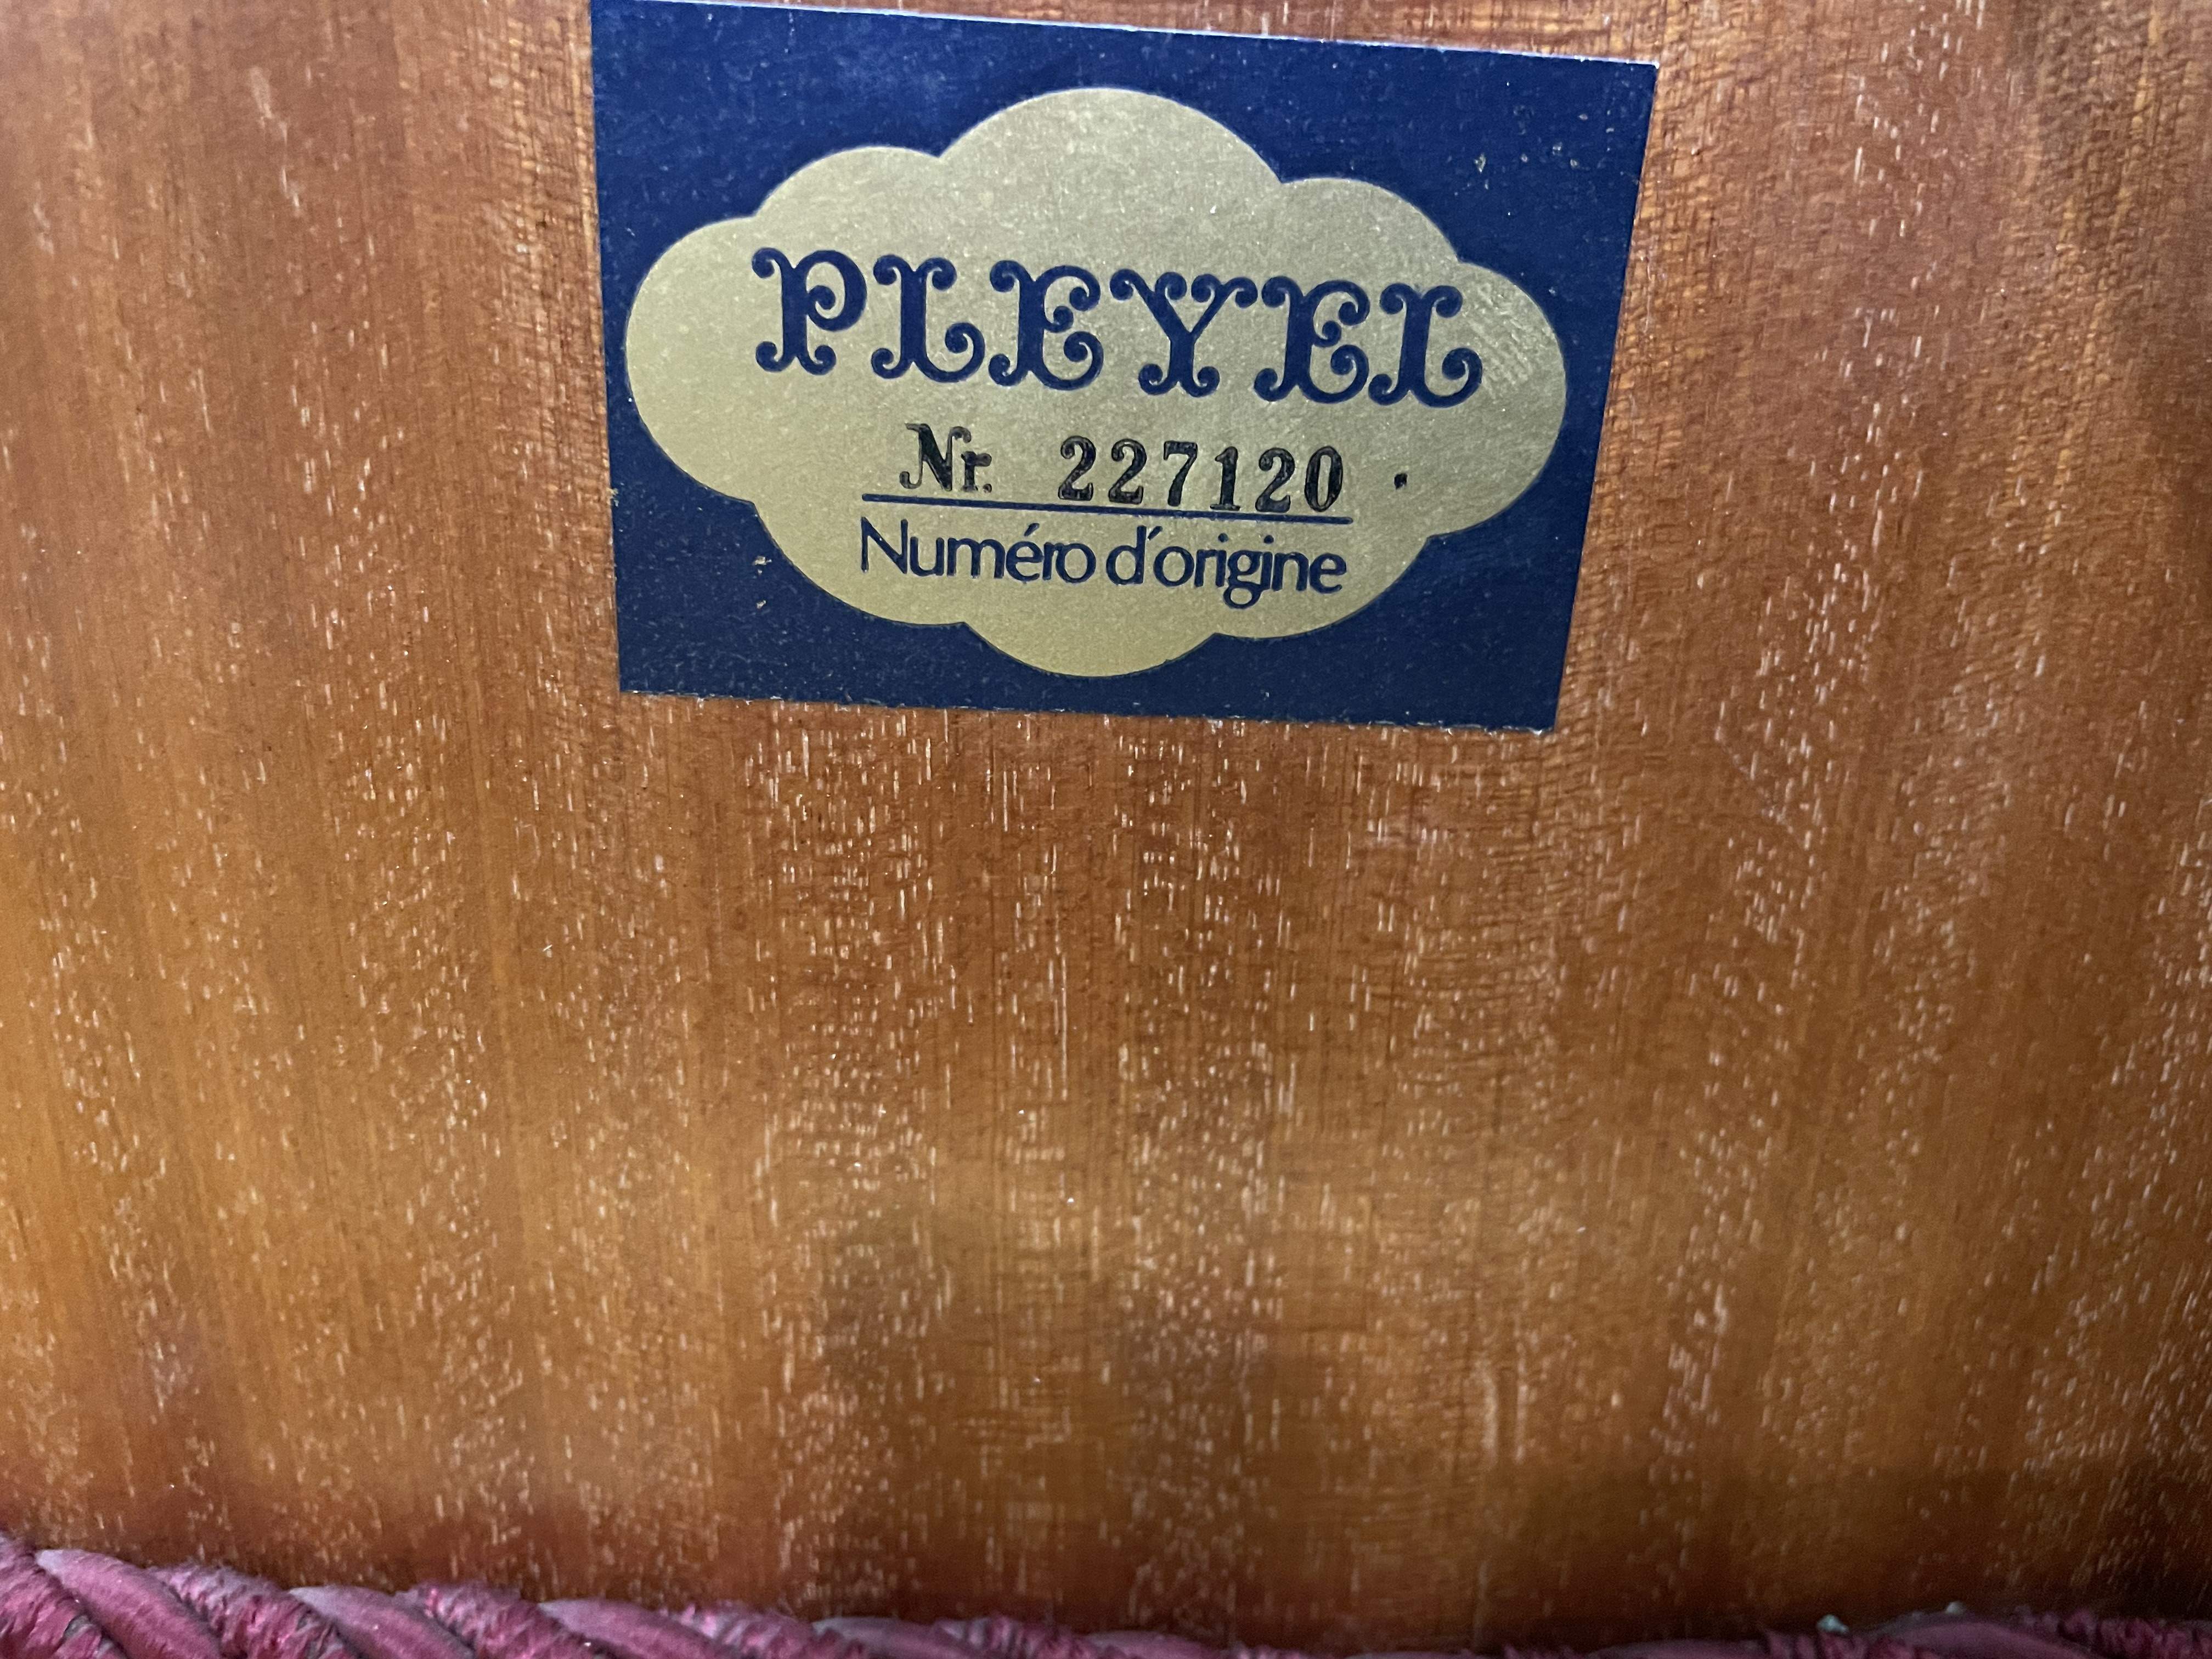 PLEYEL
Nr. 227120
Numéro d'origine